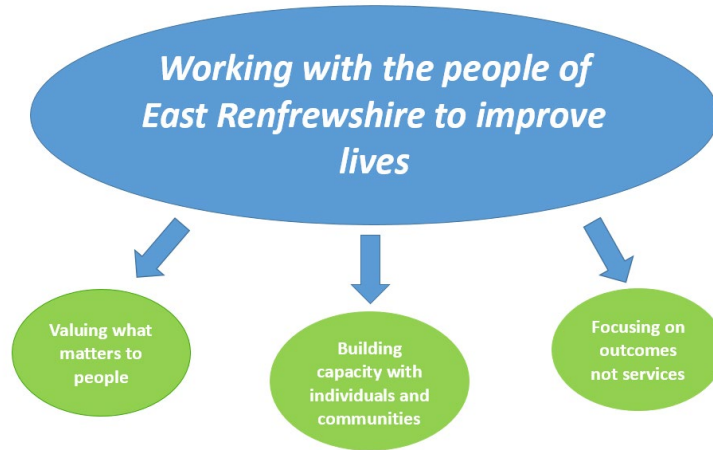 Working with the people of
East Renfrewshire to improve
lives
Valuing what
matters to
people
Building
capacity with
individuals and
communities
Focusing on
outcomes
not services